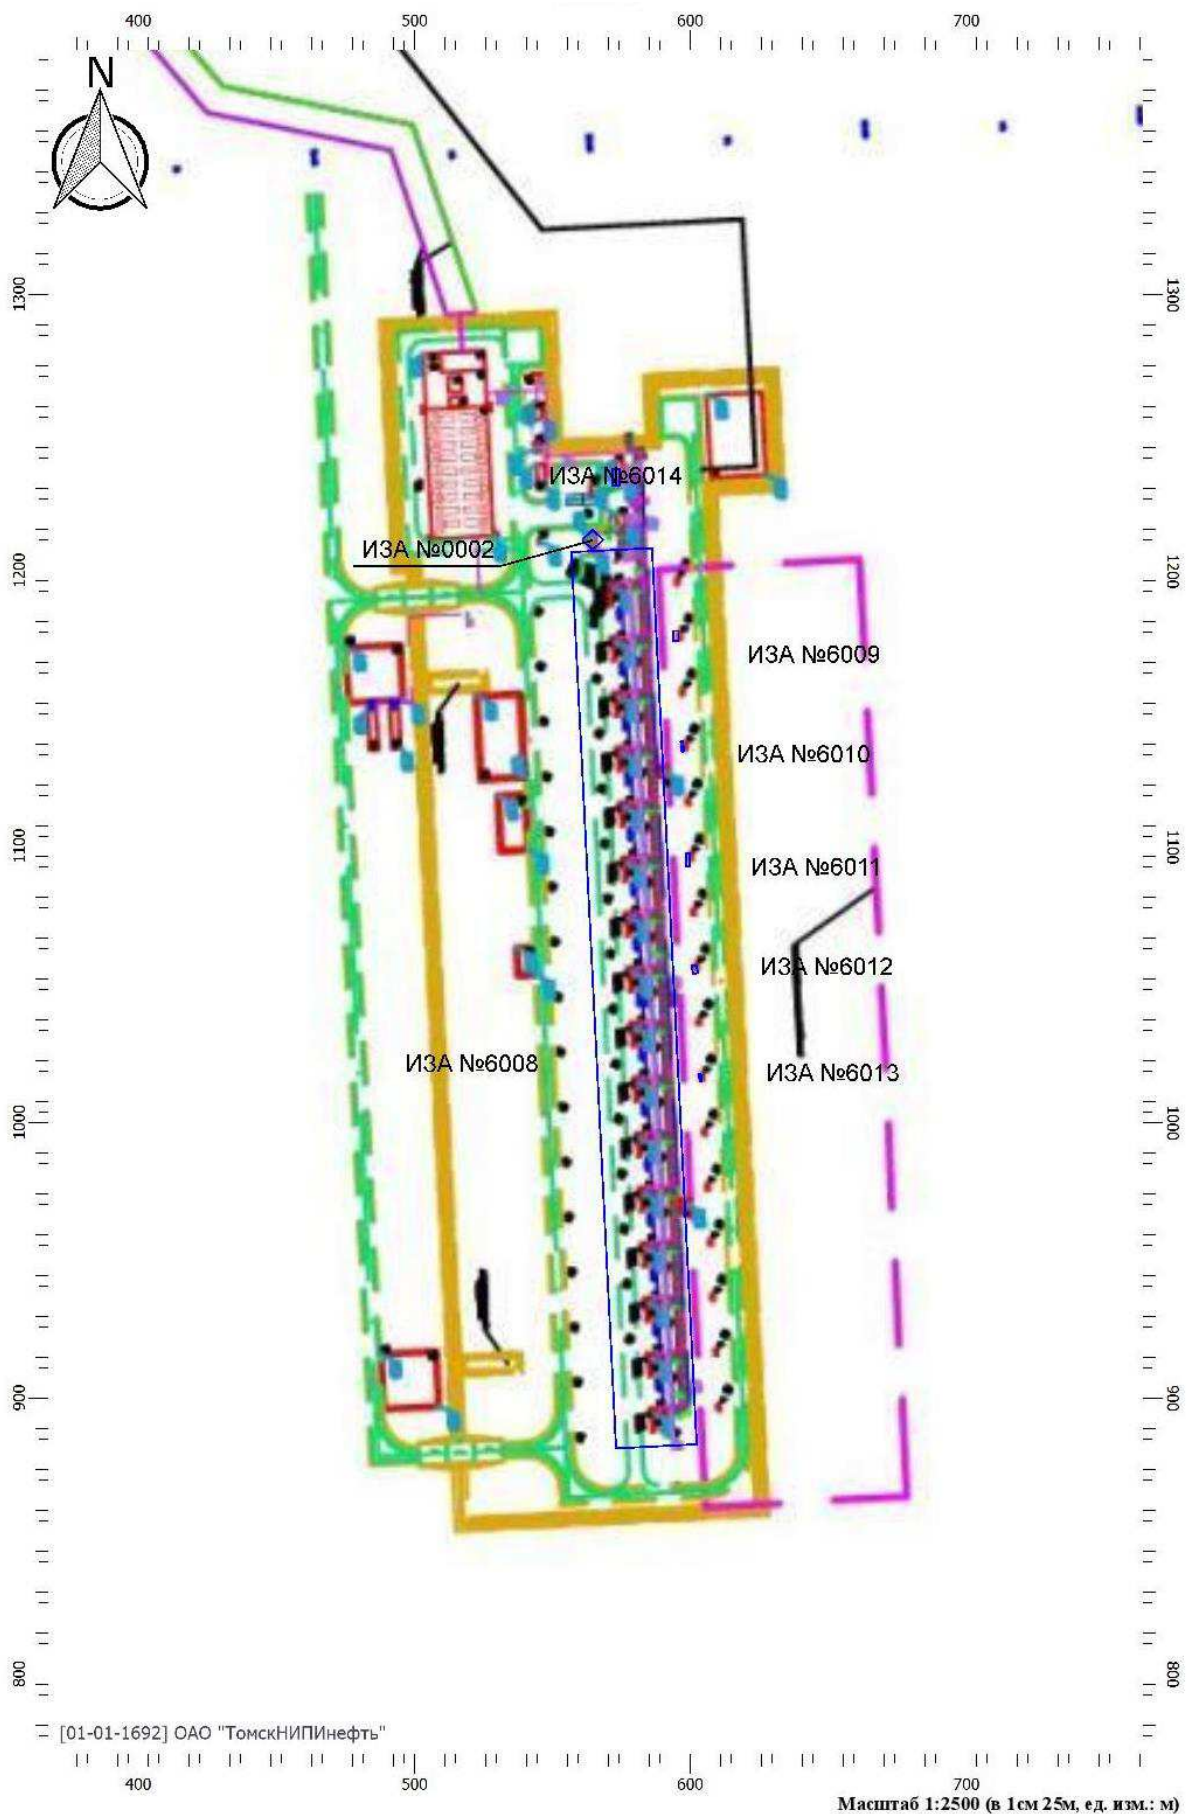 400 500 600 700
N
1300 1300
ИЗА №6014
ИЗА №0002
1200 1200
ИЗА №6009
ИЗА №6010
1100 1100
ИЗА №6011
ИЗА №6012
ИЗА №6008
ИЗА №6013
1000 1000
900 900
800 800
[01-01-1692] ОАО "ТомскНИПИнефть"
400 500 600 700
Масштаб 1:2500 (в 1см 25м, ед. изм.: м)